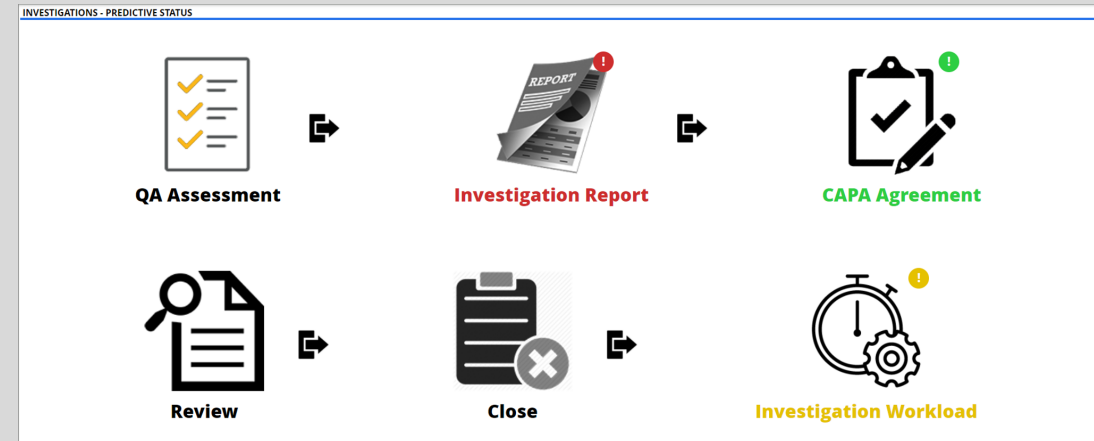 INVESTIGATIONS - PREDICTIVE STATUS
REPORT
!
!
QA Assessment
Investigation Report
CAPA Agreement
!
Review
Close
Investigation Workload